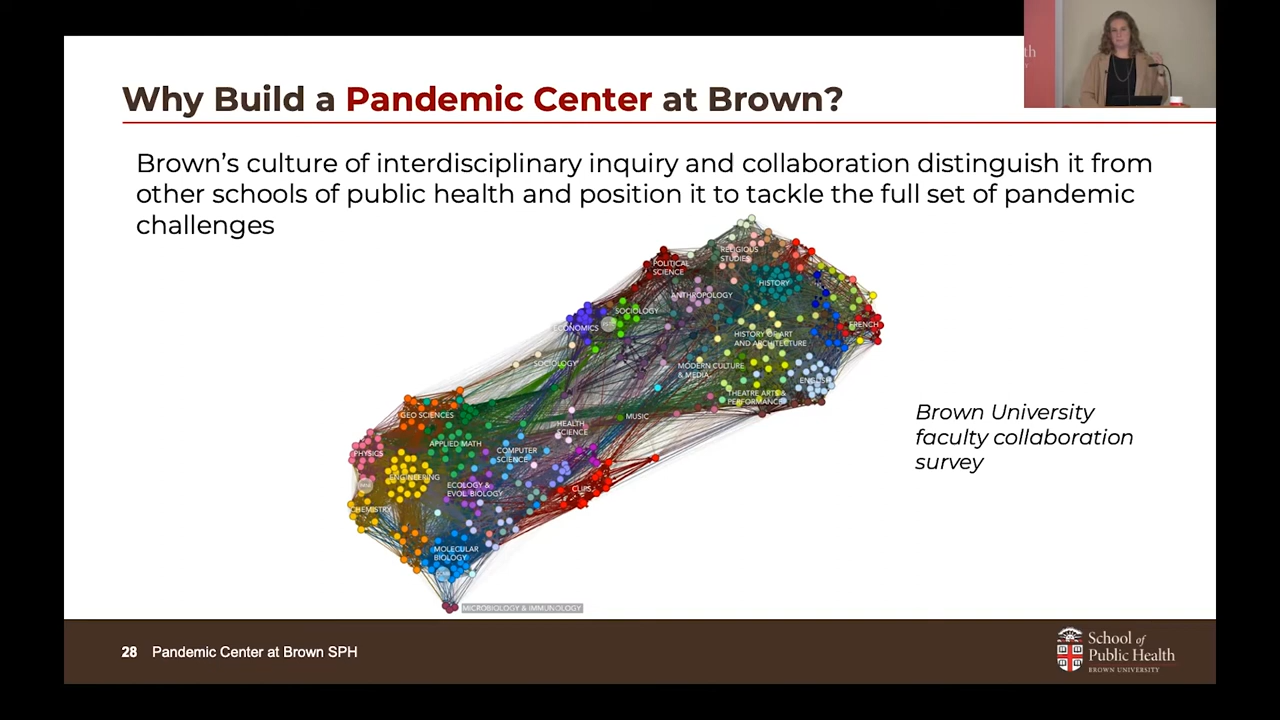 Why Build a Pandemic Center at Brown?
th
Brown's culture of interdisciplinary inquiry and collaboration distinguish it from
other schools of public health and position it to tackle the full set of pandemic
challenges
RELIGIOUS
STUDIES
POLITICAL
SCIENCE
HISTORY
ANTHROPOLOGY
SOCIOLOGY
ECONOMICS
FRENCH
HISTORY OF ART
AND ARCHITECTURE
SOCIOLOGY
MODERN CULTURE
& MEDIA
ENGLISH
THEATRE ARTS &
PERFORMANCE
GEO SCIENCES
MUSIC
HEALTH
SCIENCE
APPLIED MATH
COMPUTER
SCIENCE
PHYSICS
ENGINEERING
ECOLOGY &
EVOL. BIOLOGY
CLPS
CHEMISTRY
MOLECULAR
BIOLOGY
MICROBIOLOGY & IMMUNOLOGY
Brown University
faculty collaboration
survey
28 Pandemic Center at Brown SPH
School of
Public Health
BROWN UNIVERSITY